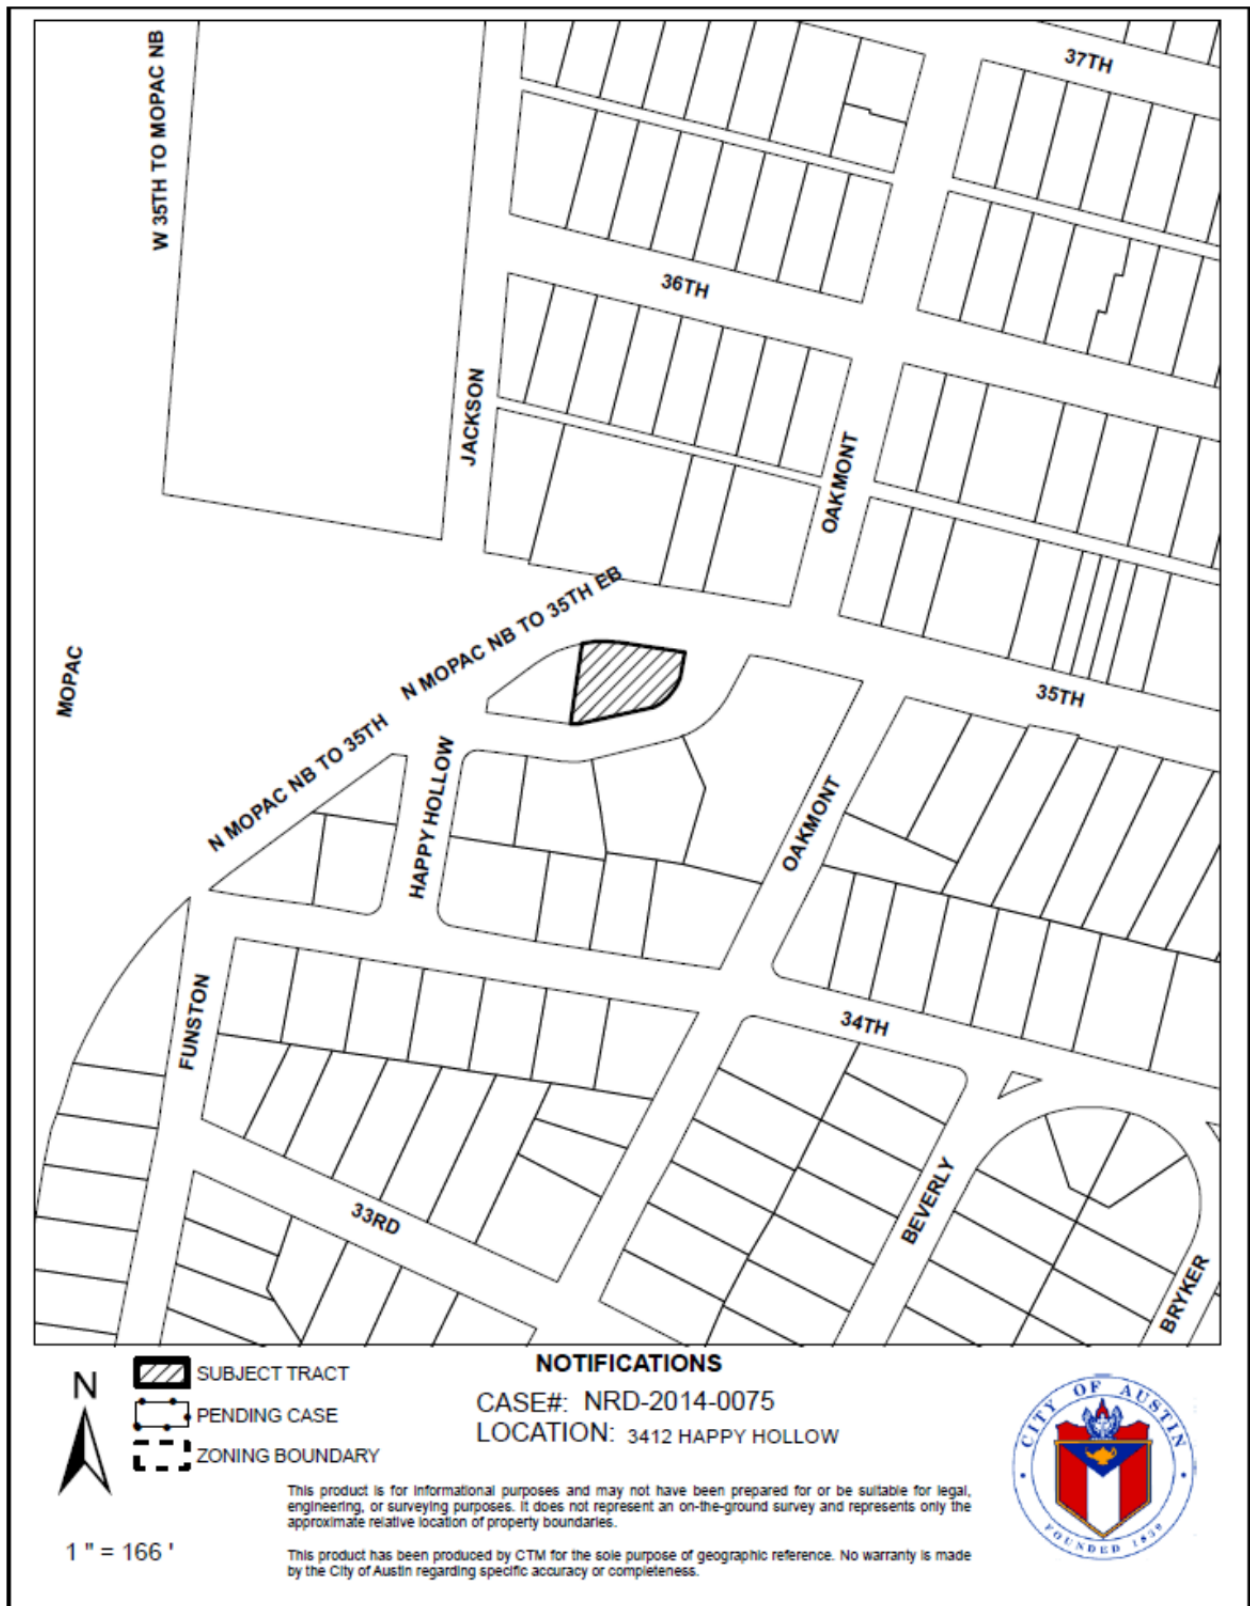 37TH
W 35TH TO MOPAC NB
36TH
JACKSON
OAKMONT
N MOPAC NB TO 35TH EB
MOPAC
35TH
N MOPAC NB TO 35TH
HAPPY HOLLOW
OAKMONT
FUNSTON
34TH
33RD
BEVERLY
BRYKER
N
1 " = 166 '
SUBJECT TRACT
PENDING CASE
ZONING BOUNDARY
NOTIFICATIONS
CASE#: NRD-2014-0075
LOCATION: 3412 HAPPY HOLLOW
This product is for informational purposes and may not have been prepared for or be suitable for legal,
engineering, or surveying purposes. It does not represent an on-the-ground survey and represents only the
approximate relative location of property boundaries.
This product has been produced by CTM for the sole purpose of geographic reference. No warranty is made
by the City of Austin regarding specific accuracy or completeness.
CITY OF AUSTIN
FOUNDED 1839